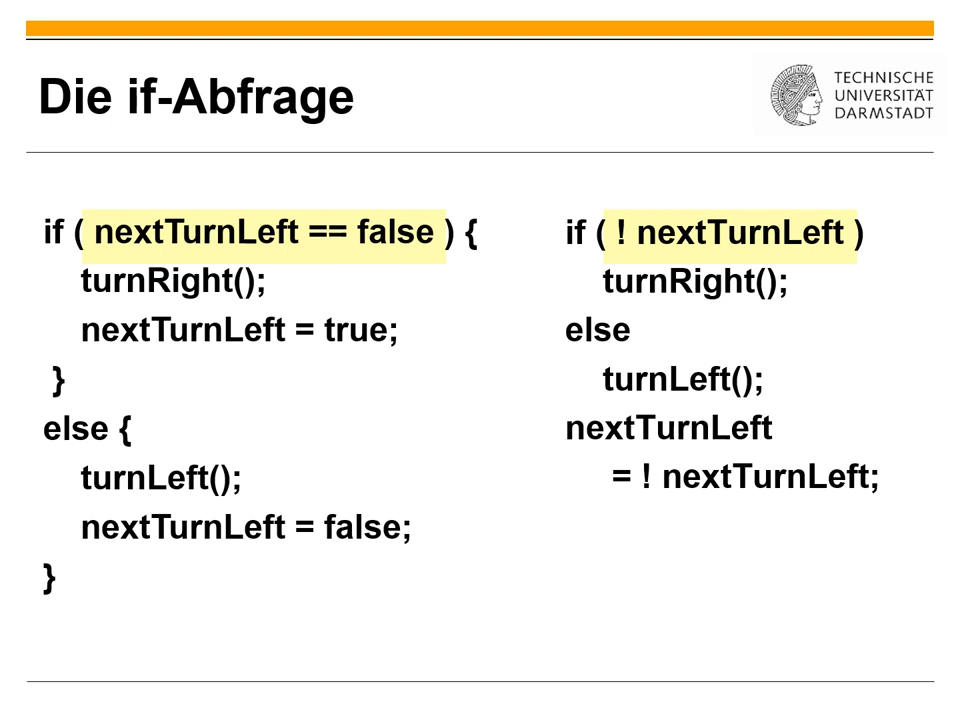 Die if-Abfrage
TECHNISCHE
UNIVERSITÄT
DARMSTADT
if ( nextTurnLeft == false ) {
turnRight();
nextTurnLeft = true;
}
else {
turnLeft();
nextTurnLeft = false;
}
if ( ! nextTurnLeft )
turnRight();
else
turnLeft();
nextTurnLeft
= ! nextTurnLeft;